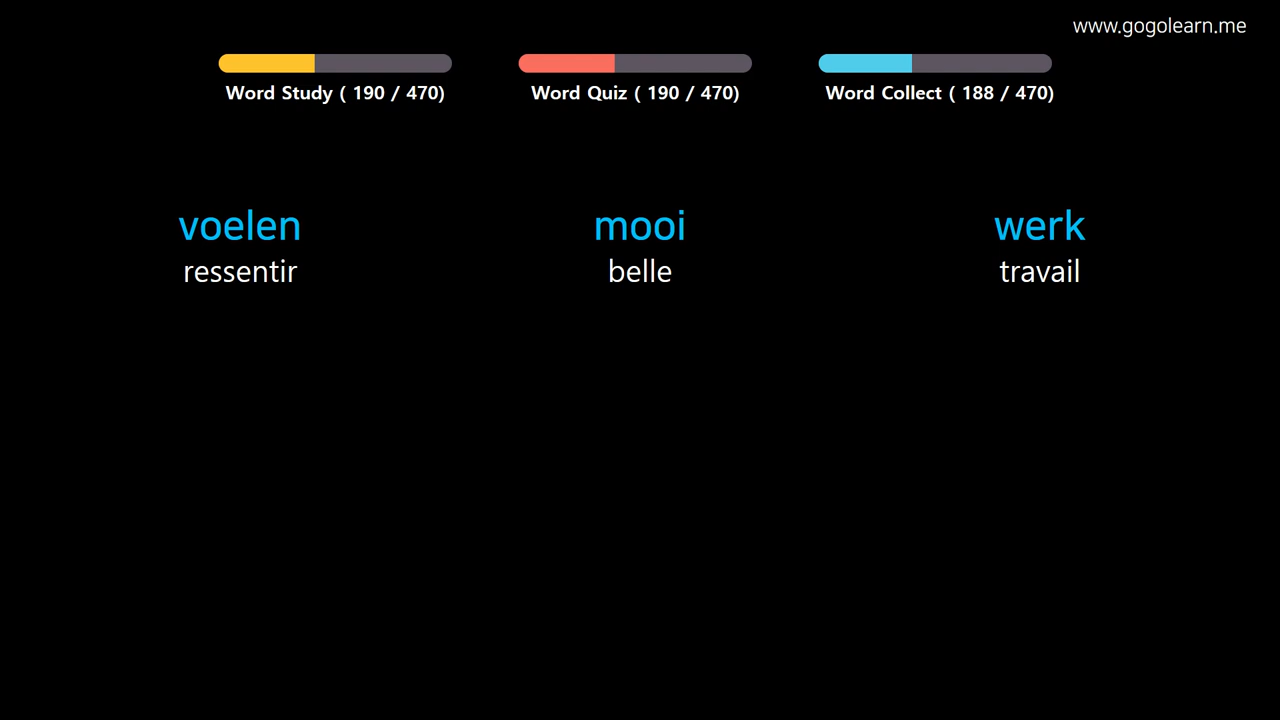 www.gogolearn.me
Word Study ( 190 / 470)
Word Quiz ( 190 / 470)
Word Collect ( 188 / 470)
voelen
ressentir
mooi
belle
werk
travail